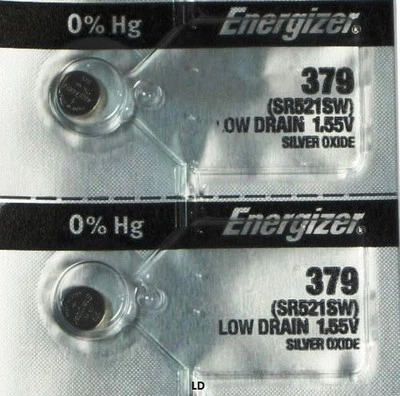 0% Hg
Energizer®
379
(SR521SW)
LOW DRAIN 1.55V
SILVER OXIDE
0% Hg
Energizer®
379
(SR521SW)
LOW DRAIN 1.55V
SILVER OXIDE
LD